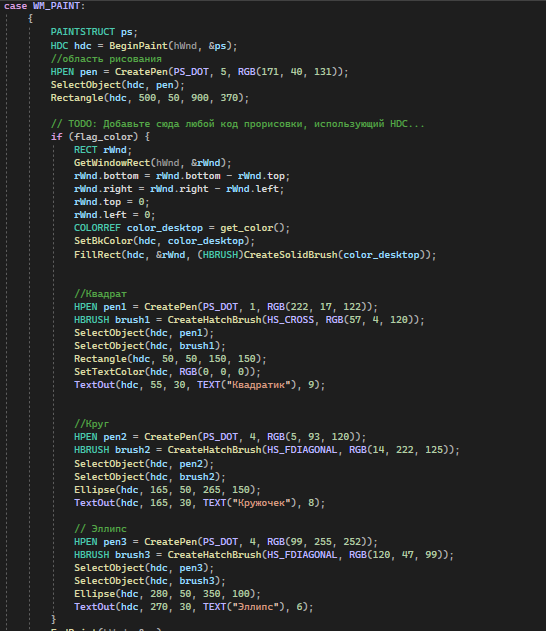 case WM_PAINT:
{
PAINTSTRUCT ps;
HDC hdc = BeginPaint(hWnd, &ps);
//область рисования
HPEN pen = CreatePen(PS_DOT, 5, RGB(171, 40, 131));
SelectObject(hdc, pen);
Rectangle(hdc, 500, 50, 900, 370);
// TODO: Добавьте сюда любой код прорисовки, использующий HDC...
if (flag_color) {
RECT rWnd;
GetWindowRect(hWnd, &rWnd);
rWnd.bottom = rWnd.bottom - rWnd.top;
rWnd.right = rWnd.right - rWnd.left;
rWnd.top = 0;
rWnd.left = 0;
COLORREF color_desktop = get_color();
SetBkColor(hdc, color_desktop);
FillRect(hdc, &rWnd, (HBRUSH)CreateSolidBrush(color_desktop));
//Квадрат
HPEN pen1 = CreatePen(PS_DOT, 1, RGB(222, 17, 122));
HBRUSH brush1 = CreateHatchBrush(HS_CROSS, RGB(57, 4, 120));
SelectObject(hdc, pen1);
SelectObject(hdc, brush1);
Rectangle(hdc, 50, 50, 150, 150);
SetTextColor(hdc, RGB(0, 0, 0));
TextOut(hdc, 55, 30, TEXT("Квадратик"), 9);
//Круг
HPEN pen2 = CreatePen(PS_DOT, 4, RGB(5, 93, 120));
HBRUSH brush2 = CreateHatchBrush(HS_FDIAGONAL, RGB(14, 222, 125));
SelectObject(hdc, pen2);
SelectObject(hdc, brush2);
Ellipse(hdc, 165, 50, 265, 150);
TextOut(hdc, 165, 30, TEXT("Кружочек"), 8);
// Эллипс
HPEN pen3 = CreatePen(PS_DOT, 4, RGB(99, 255, 252));
HBRUSH brush3 = CreateHatchBrush(HS_FDIAGONAL, RGB(120, 47, 99));
SelectObject(hdc, pen3);
SelectObject(hdc, brush3);
Ellipse(hdc, 280, 50, 350, 100);
TextOut(hdc, 270, 30, TEXT("Эллипс"), 6);
}